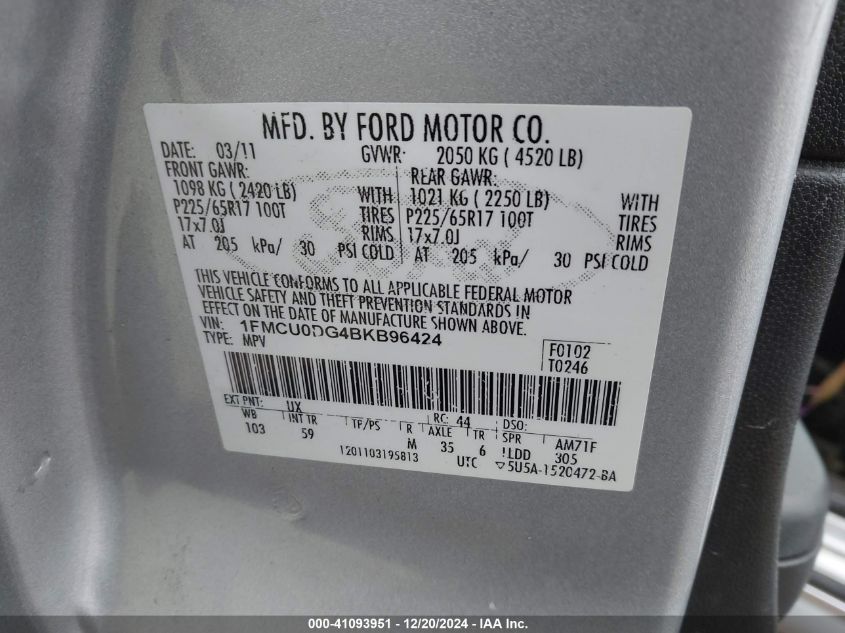 MFD. BY FORD MOTOR CO.
DATE: 03/11 GVWR: 2050 KG ( 4520 LB)
FRONT GAWR: REAR GAWR:
1098 KG ( 2420 LB) WITH 1021 KG ( 2250 LB) WITH
P225/65R17 100T TIRES P225/65R17 100T TIRES
17x7.0J RIMS 17x7.0J RIMS
AT 205 kPa/ 30 PSI COLD AT 205 kPa/ 30 PSI COLD
THIS VEHICLE CONFORMS TO ALL APPLICABLE FEDERAL MOTOR
VEHICLE SAFETY AND THEFT PREVENTION STANDARDS IN
EFFECT ON THE DATE OF MANUFACTURE SHOWN ABOVE.
VIN: 1FMCU0DG4BKB96424
TYPE: MPV
F0102
T0246
EXT PNT: UX RC: 44 DSO:
WB INT TR TF/PS R AXLE TR SPR AM71F
103 59 M 35 6 !LDD 305
1201103195813 UTC ▽5U5A-1520472-BA
000-41093951 - 12/20/2024 - IAA Inc.